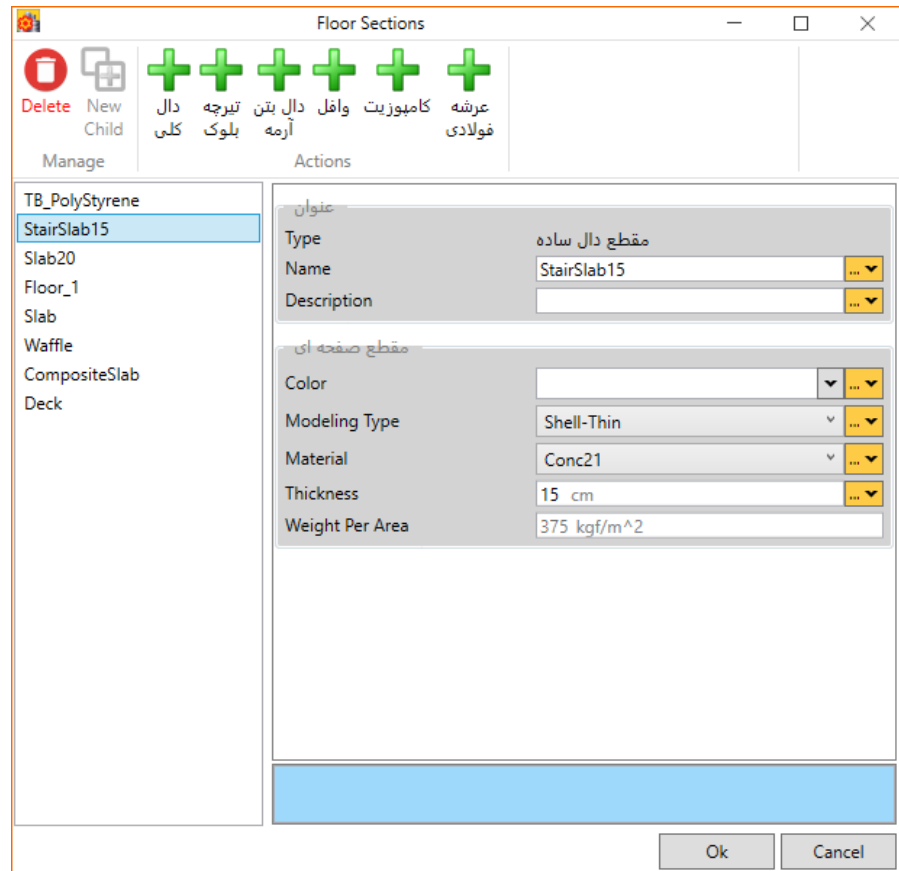 Floor Sections
Delete
New
Child
دال
کلی
تیرچه
بلوک
دال بتن
آرمه
وافل
کامپوزیت
عرشه
فولادی
Manage
Actions
TB_PolyStyrene
StairSlab15
Slab20
Floor_1
Slab
Waffle
CompositeSlab
Deck
عنوان
Type مقطع دال ساده
Name StairSlab15 ...
Description ...
مقطع صفحه ای
Color ...
Modeling Type Shell-Thin ...
Material Conc21 ...
Thickness 15 cm ...
Weight Per Area 375 kgf/m^2
Ok Cancel